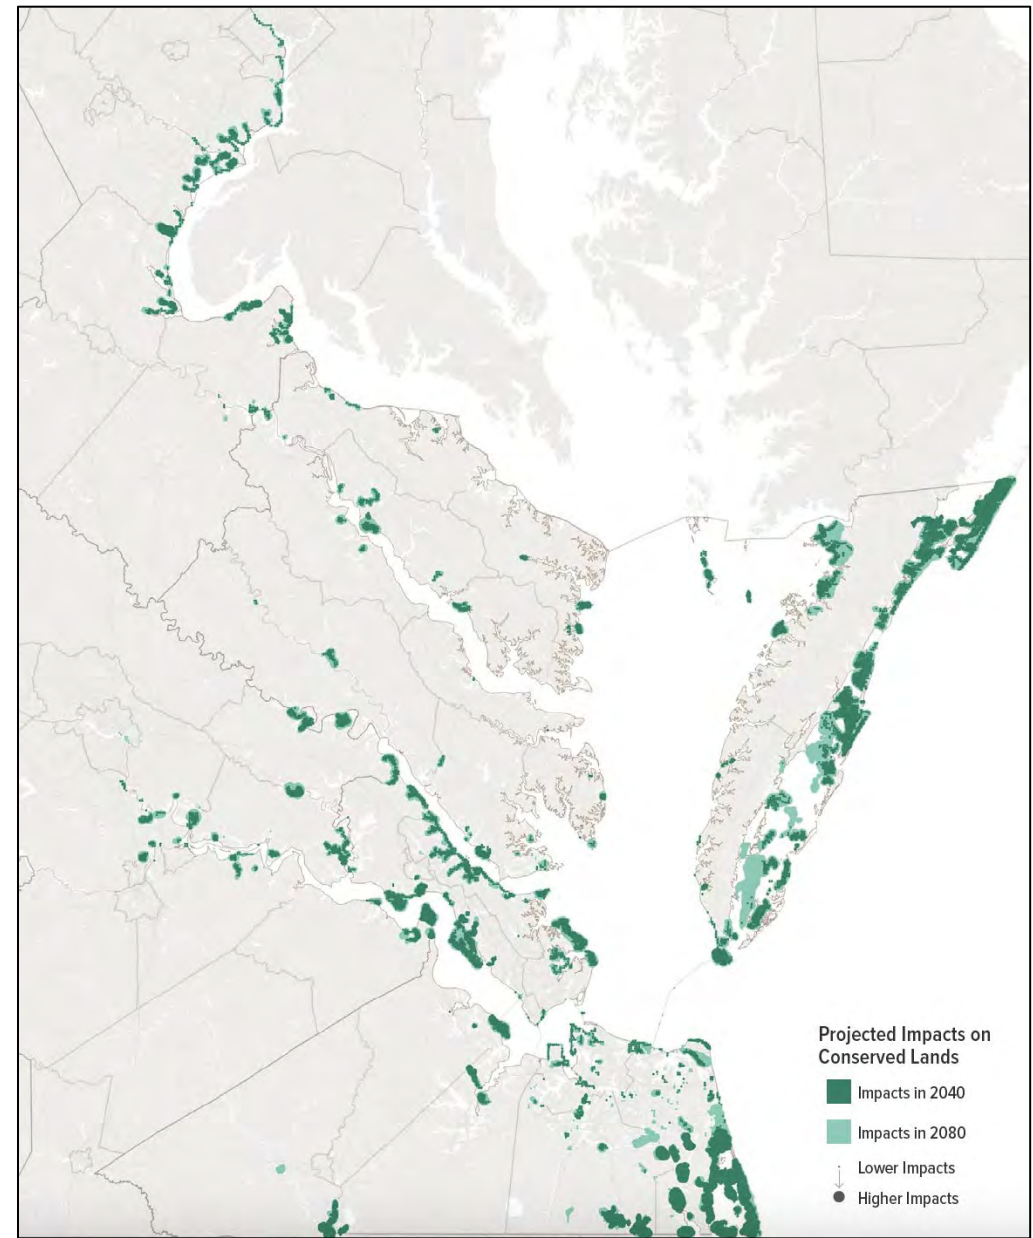 Projected Impacts on
Conserved Lands
Impacts in 2040
Impacts in 2080
Lower Impacts
Higher Impacts